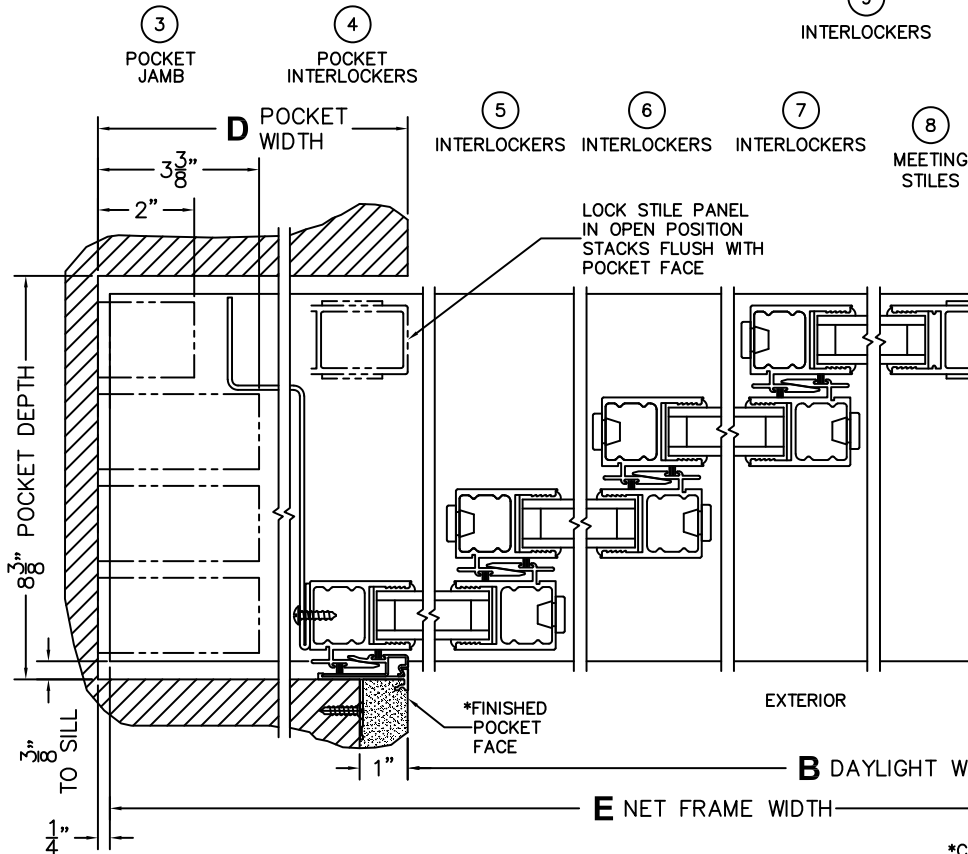 9
INTERLOCKERS
3
POCKET
JAMB
4
POCKET
INTERLOCKERS
5
INTERLOCKERS
6
INTERLOCKERS
7
INTERLOCKERS
8
MEETING
STILES
D POCKET
WIDTH
3 3/8"
2"
LOCK STILE PANEL
IN OPEN POSITION
STACKS FLUSH WITH
POCKET FACE
8 3/8" POCKET DEPTH
3/8" TO SILL
*FINISHED
POCKET
FACE
EXTERIOR
1"
B DAYLIGHT W
E NET FRAME WIDTH
1/4"
*C